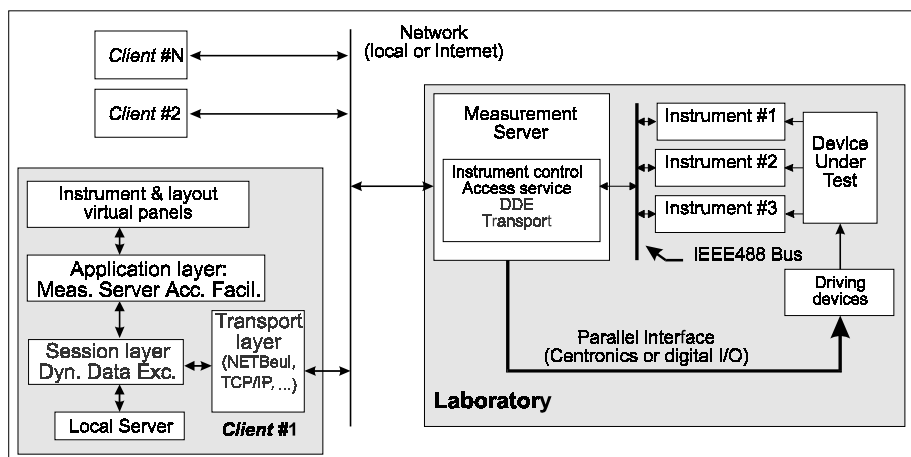 Network
(local or Internet)
Client #N
Client #2
Instrument & layout
virtual panels
Application layer:
Meas. Server Acc. Facil.
Session layer
Dyn. Data Exc.
Local Server
Transport
layer
(NETBeuI,
TCP/IP, ...)
Client #1
Measurement
Server
Instrument control
Access service
DDE
Transport
Instrument #1
Instrument #2
Instrument #3
Device
Under
Test
IEEE488 Bus
Driving
devices
Parallel Interface
(Centronics or digital I/O)
Laboratory